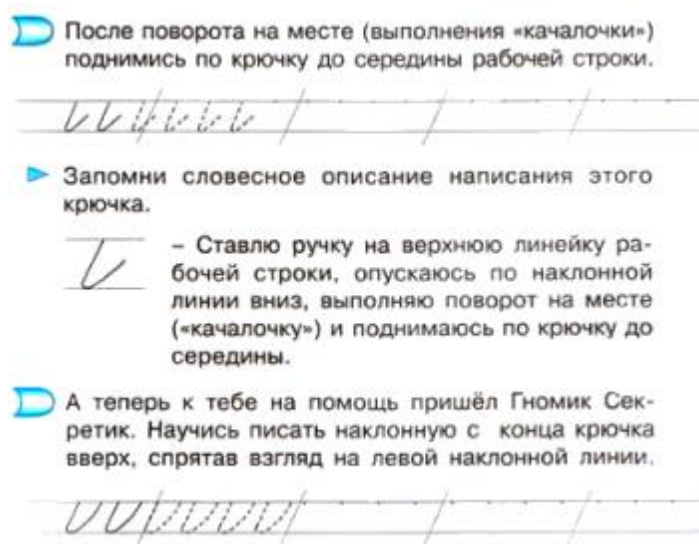 После поворота на месте (выполнения «качалочки»)
поднимись по крючку до середины рабочей строки.
Запомни словесное описание написания этого
крючка.
– Ставлю ручку на верхнюю линейку ра-
бочей строки, опускаюсь по наклонной
линии вниз, выполняю поворот на месте
(«качалочку») и поднимаюсь по крючку до
середины.
А теперь к тебе на помощь пришёл Гномик Сек-
ретик. Научись писать наклонную с конца крючка
вверх, спрятав взгляд на левой наклонной линии.